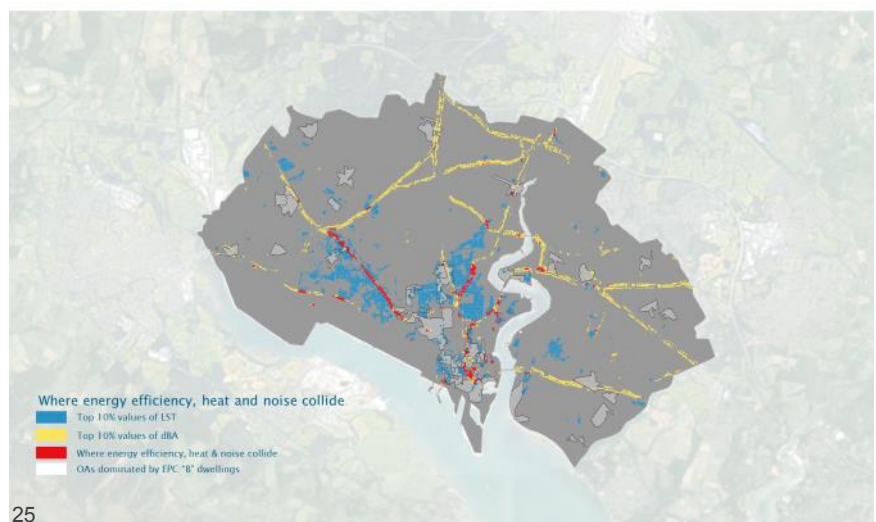 Where energy efficiency, heat and noise collide
Top 10% values of LST
Top 10% values of dBA
Where energy efficiency, heat & noise collide
OAs dominated by EPC "B" dwellings
25